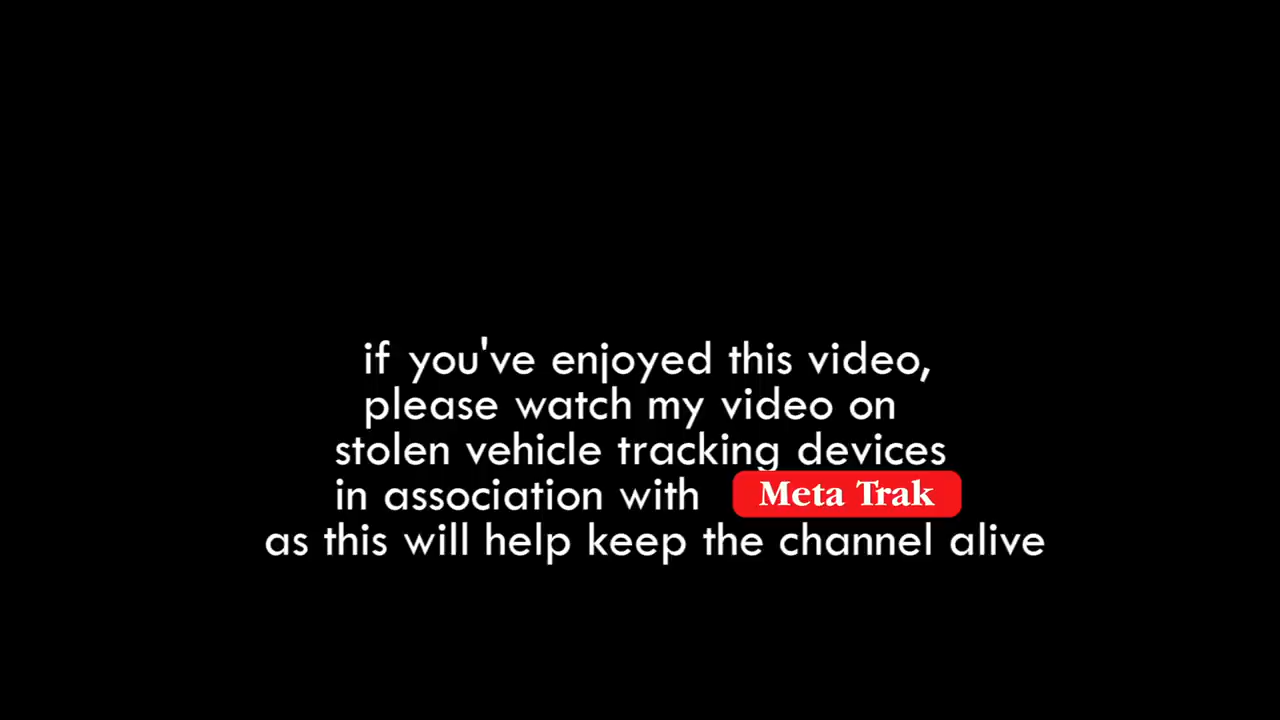 if you've enjoyed this video,
please watch my video on
stolen vehicle tracking devices
in association with Meta Trak
as this will help keep the channel alive